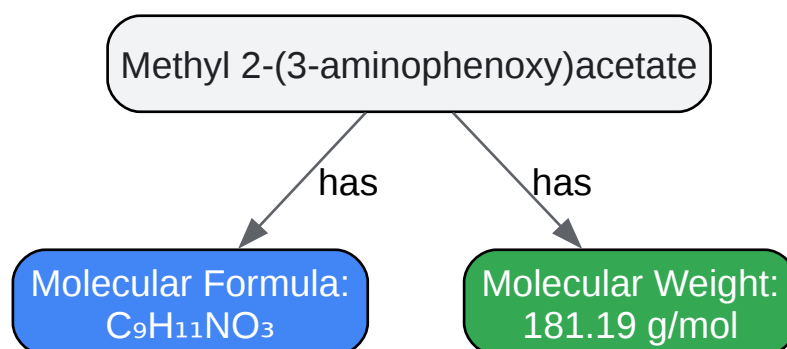 Methyl 2-(3-aminophenoxy)acetate
has has
Molecular Formula:
C₉H₁₁NO₃
Molecular Weight:
181.19 g/mol